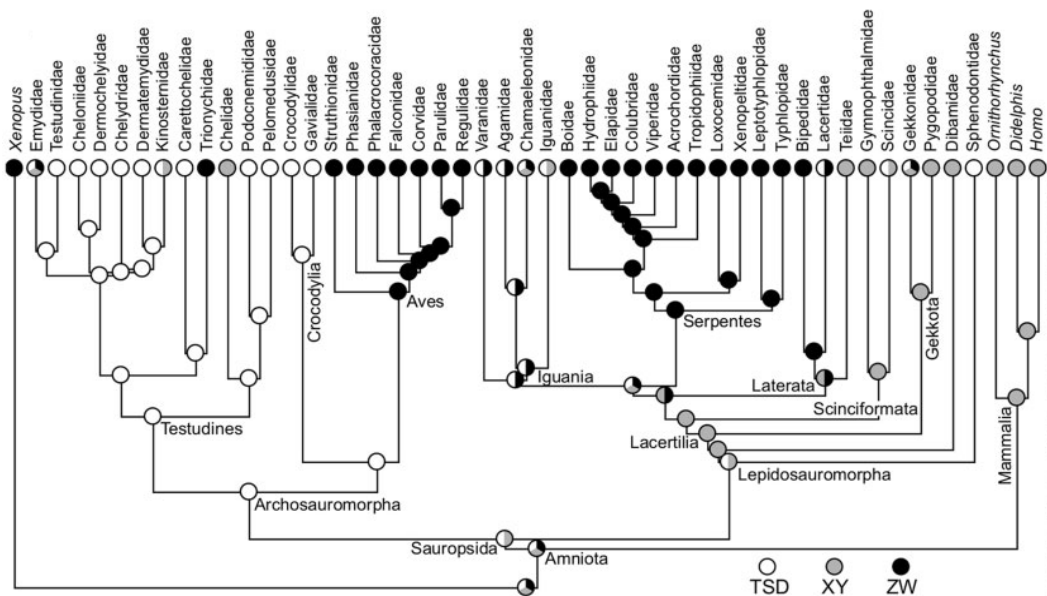 Xenopus
Emydidae
Testudinidae
Cheloniidae
Dermochelyidae
Chelydridae
Dermatemydidae
Kinosternidae
Carettochelidae
Trionychidae
Chelidae
Podocnemididae
Pelomedusidae
Crocodylidae
Gavialidae
Struthionidae
Phasianidae
Phalacrocoracidae
Falconidae
Corvidae
Parulidae
Regulidae
Varanidae
Agamidae
Chamaeleonidae
Iguanidae
Boidae
Hydrophiidae
Elapidae
Colubridae
Viperidae
Acrochordidae
Tropidophiidae
Loxocemidae
Xenopeltidae
Leptotyphlopidae
Typhlopidae
Bipedidae
Lacertidae
Teiidae
Gymnophthalmidae
Scincidae
Gekkonidae
Pygopodidae
Dibamidae
Sphenodontidae
Ornithorhynchus
Didelphis
Homo
Crocodylia
Aves
Serpentes
Gekkota
Iguania
Laterata
Scinciformata
Testudines
Lacertilia
Lepidosauromorpha
Mammalia
Archosauromorpha
Sauropsida
Amniota
TSD
XY
ZW